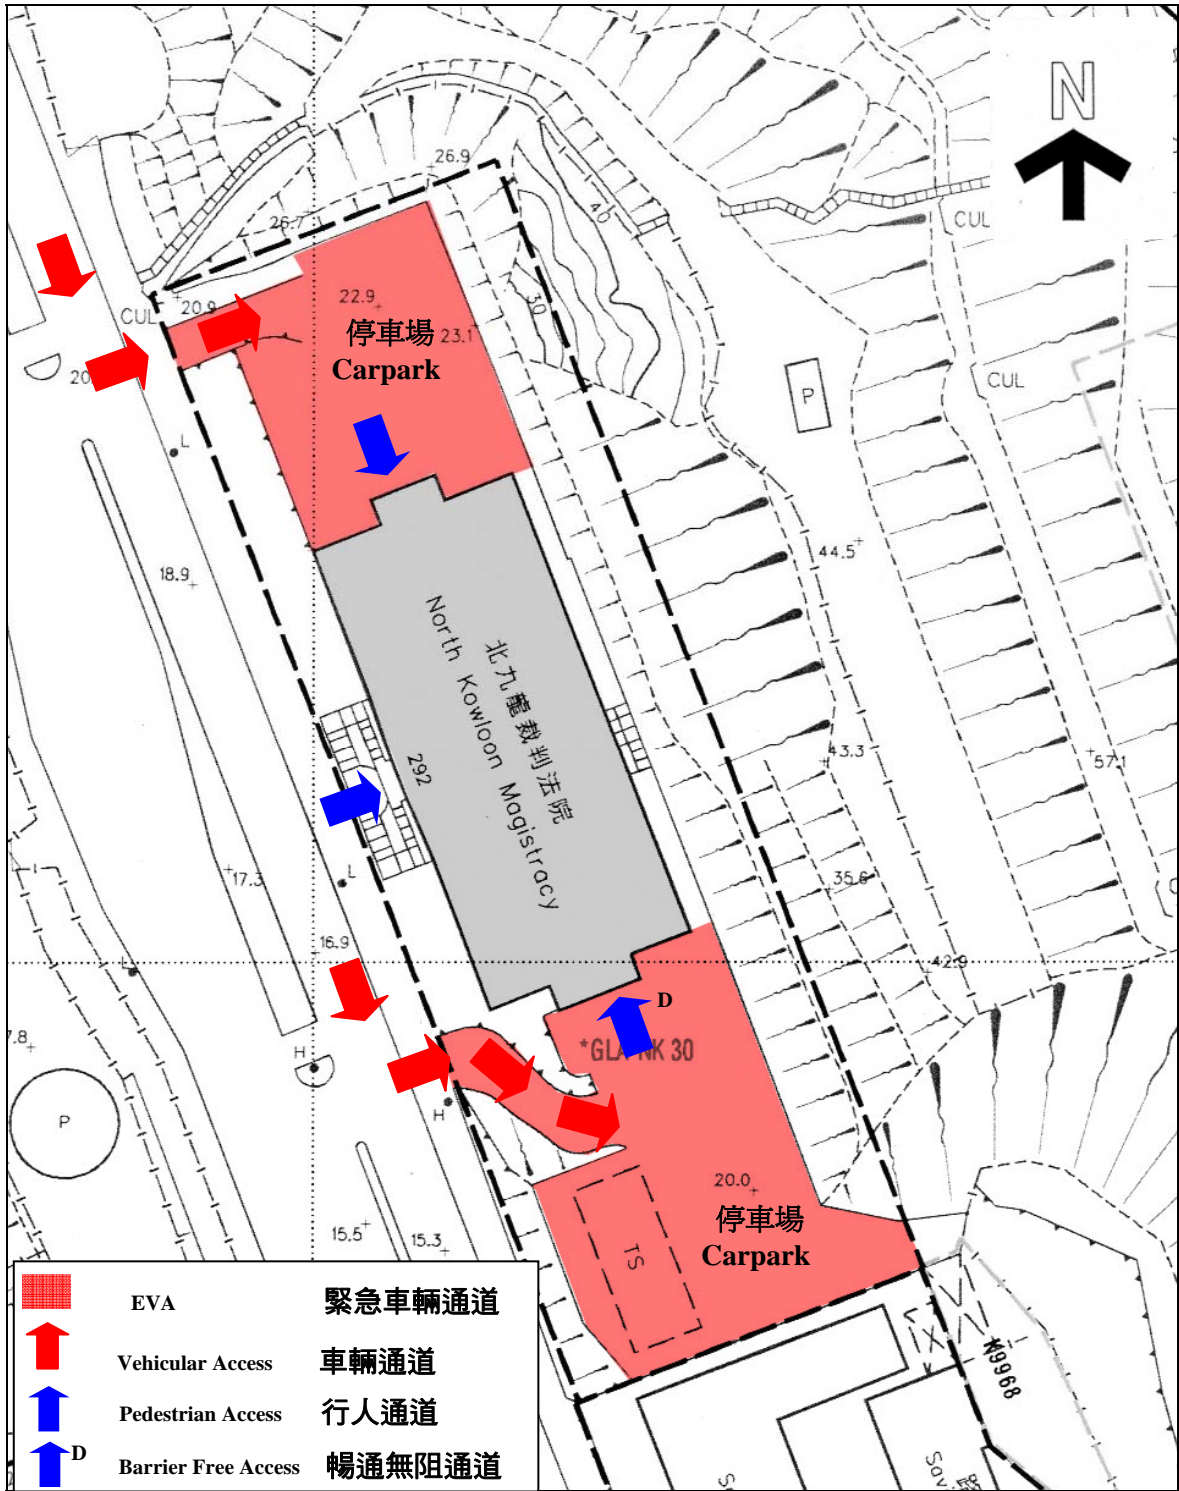 N
26.9
26.7
40
CUL
20.9
CUL
22.9
30
停車場
23.1
Carpark
CUL
P
L
44.5
18.9
北九龍裁判法院
North Kowloon Magistracy
292
43.3
57.1
17.3
L
35.6
16.9
L
42.9
D
*GLA-NK 30
7.8
H
H
P
20.0
停車場
Carpark
TS
15.5
15.3
N9968
EVA 緊急車輛通道
Vehicular Access 車輛通道
Pedestrian Access 行人通道
D
Barrier Free Access 暢通無阻通道